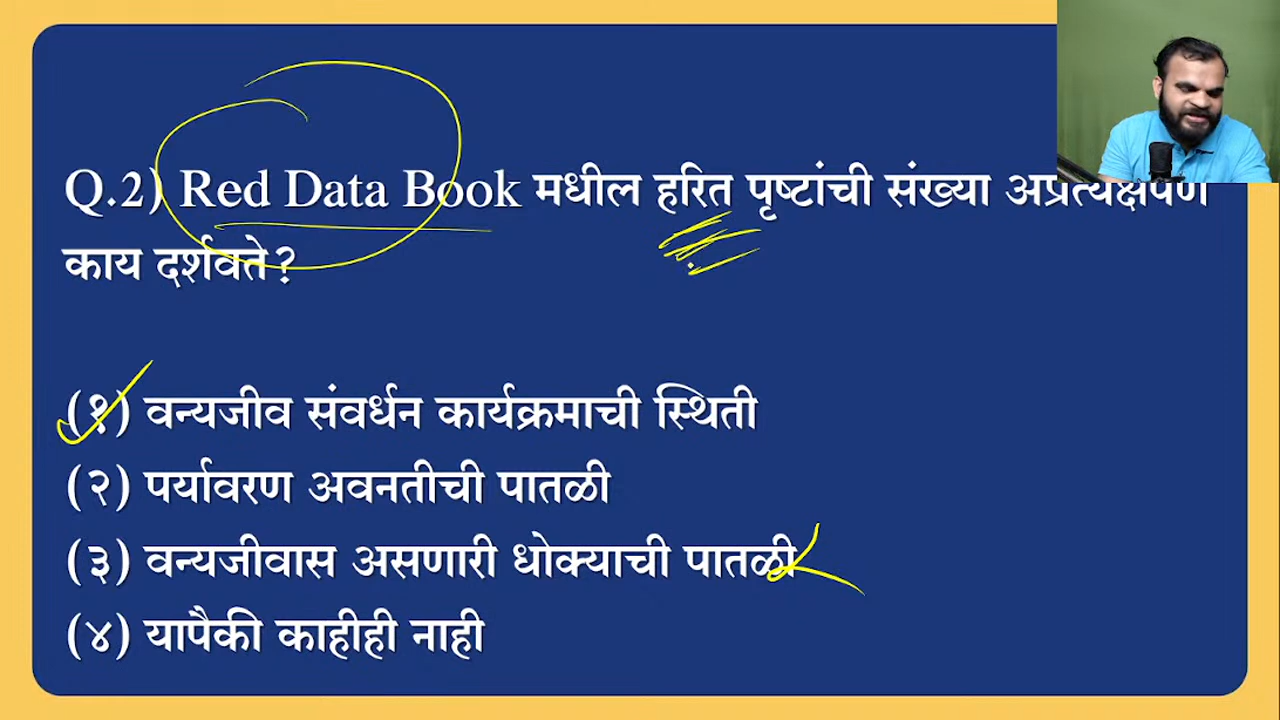 Q.2) Red Data Book मधील हरित पृष्टांची संख्या अप्रत्यक्षपणे
काय दर्शवते?
(१) वन्यजीव संवर्धन कार्यक्रमाची स्थिती
(२) पर्यावरण अवनतीची पातळी
(३) वन्यजीवास असणारी धोक्याची पातळी
(४) यापैकी काहीही नाही